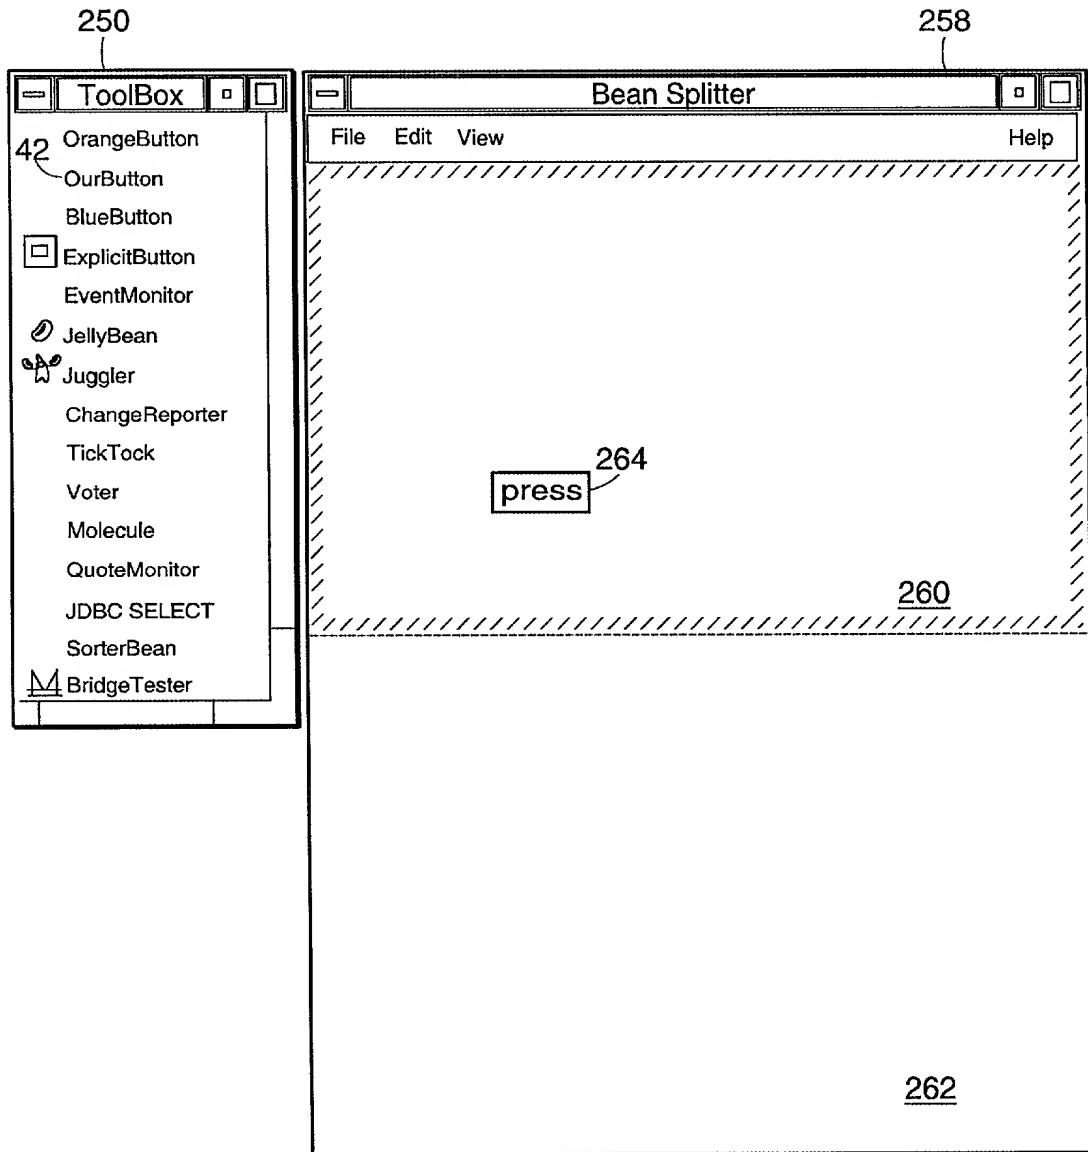 250
258
ToolBox
Bean Splitter
File Edit View Help
OrangeButton
42
OurButton
BlueButton
ExplicitButton
EventMonitor
JellyBean
Juggler
ChangeReporter
TickTock
Voter
Molecule
QuoteMonitor
JDBC SELECT
SorterBean
BridgeTester
264
press
260
262